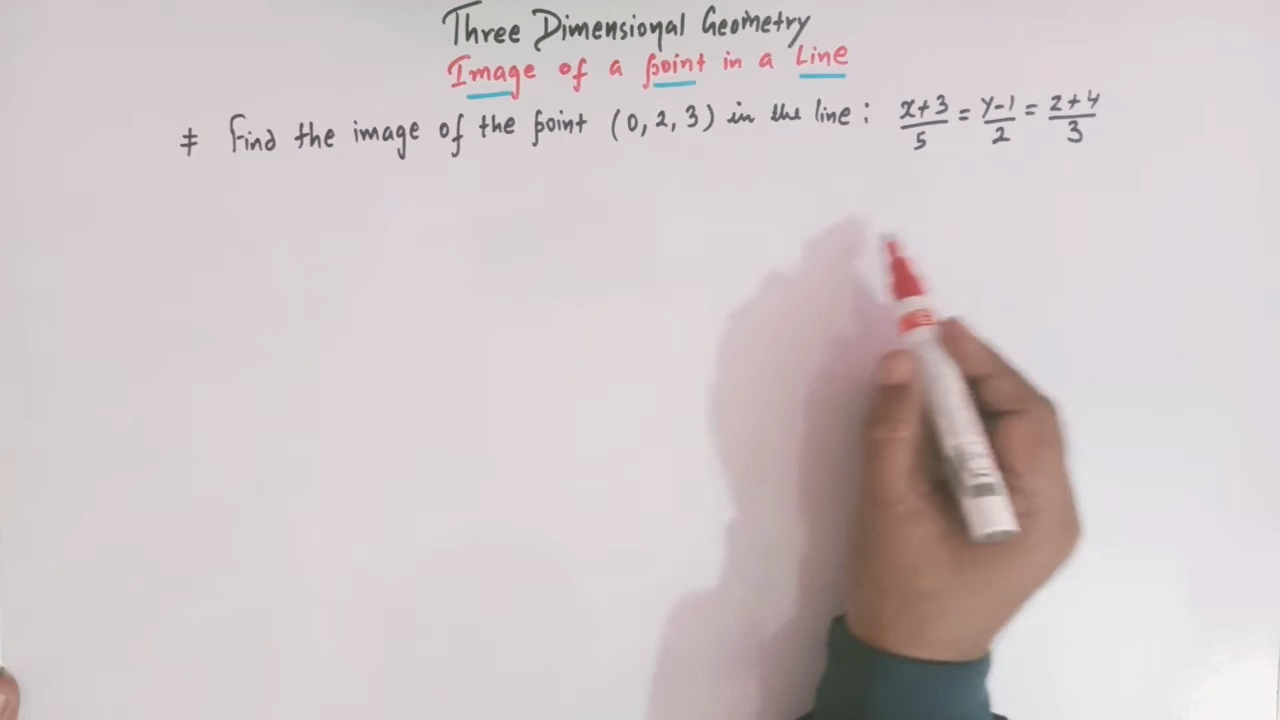 Three Dimensional Geometry
Image of a point in a Line
# Find the image of the point (0, 2, 3) in the line: x+3/5 = y-1/2 = z+4/3